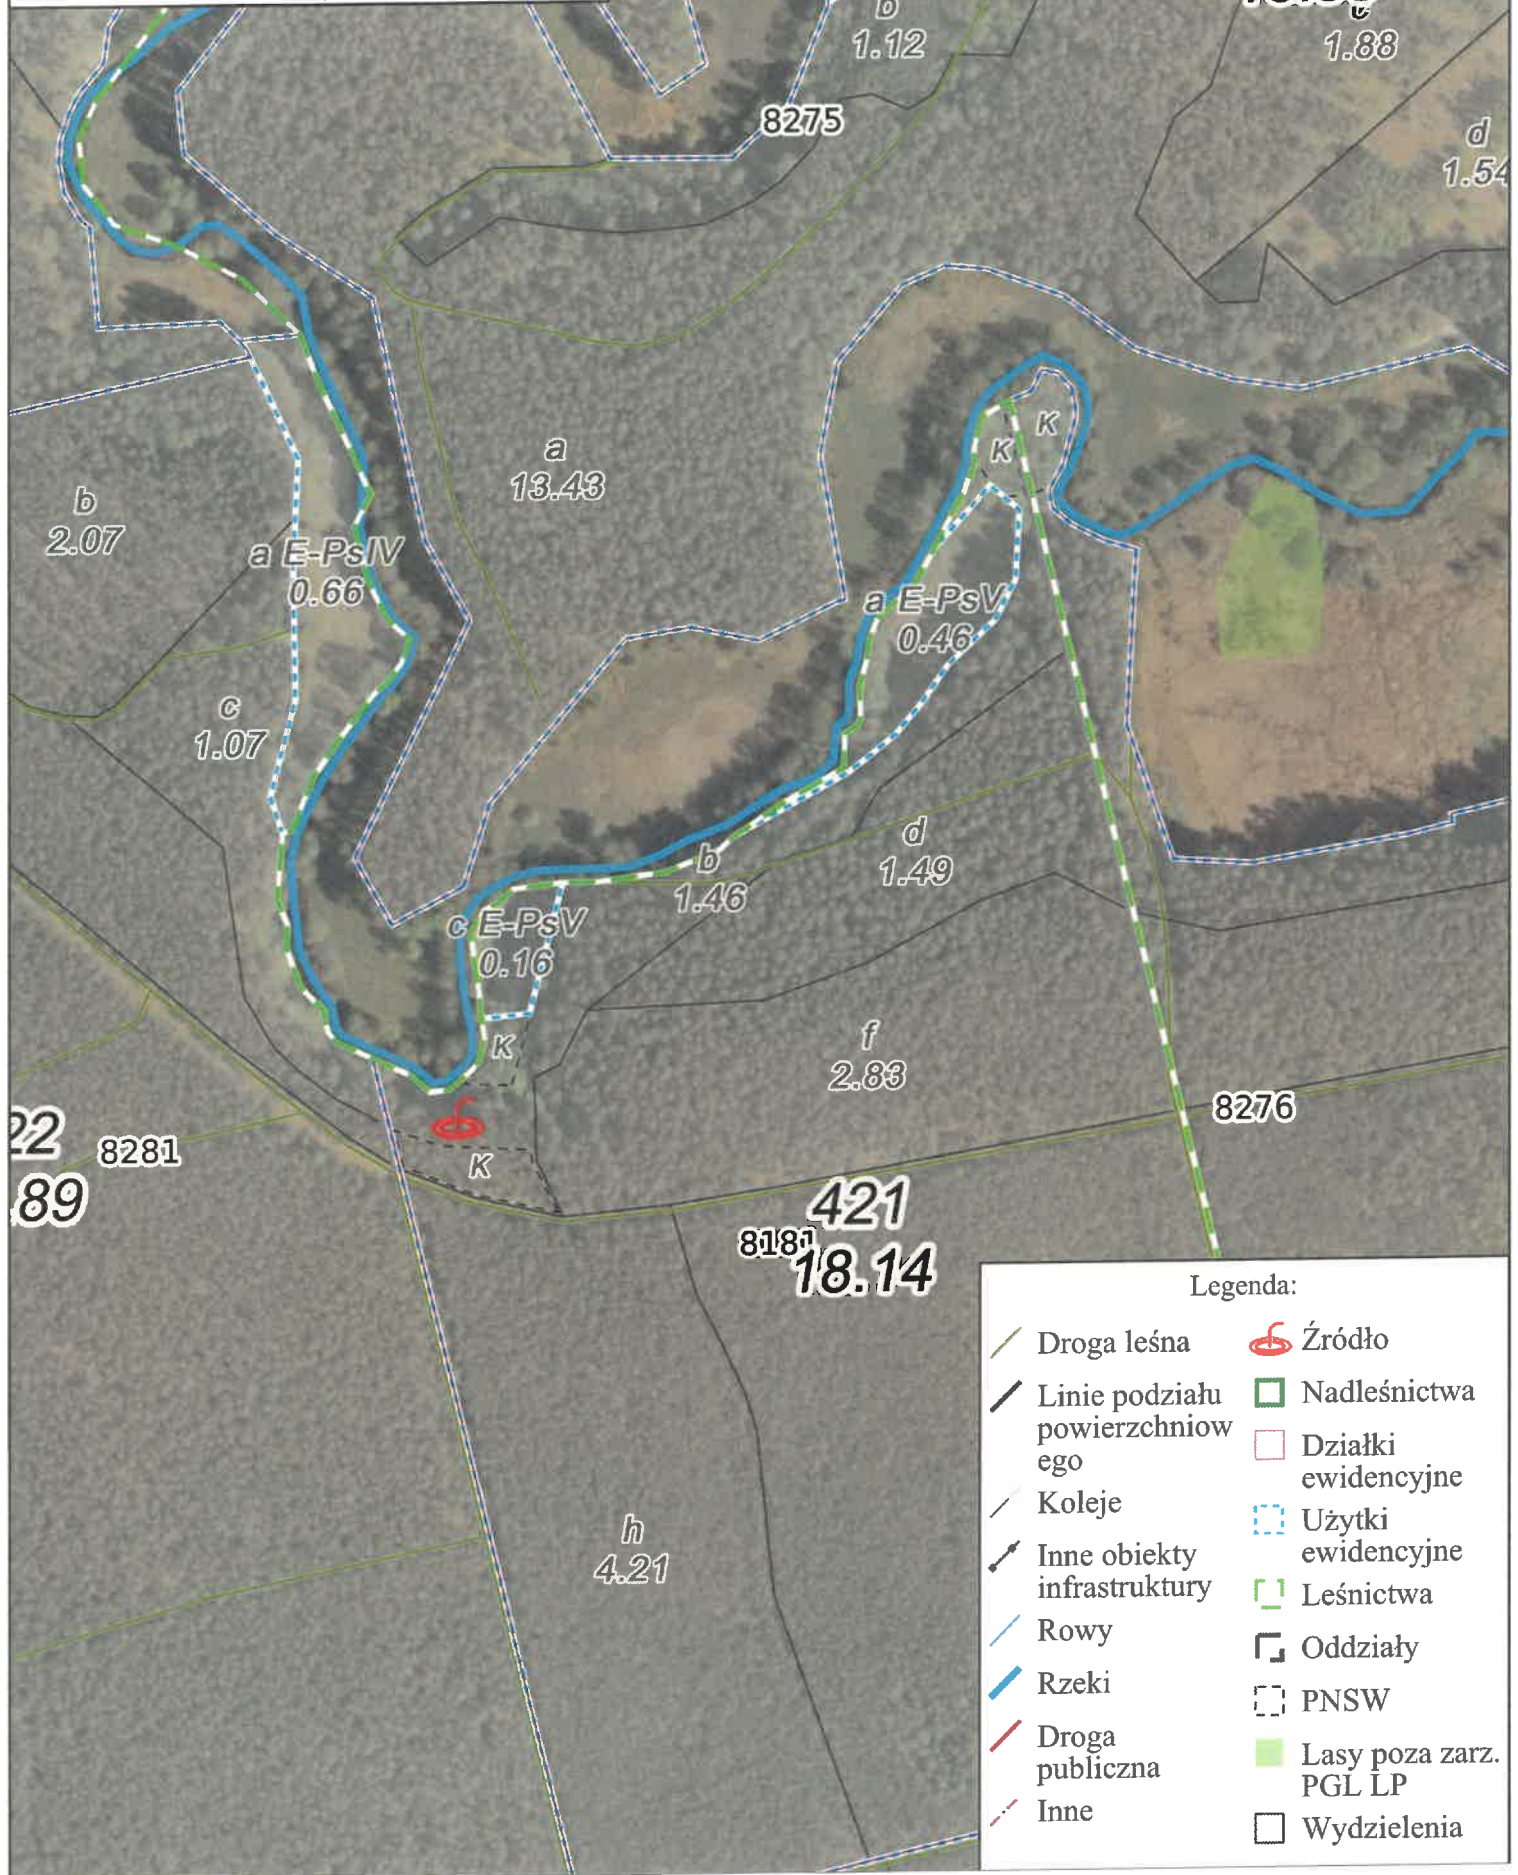 b
1.12
1.88
8275
d
1.54
a
13.43
K
K
b
2.07
a E-PsIV
0.66
a E-PsV
0.46
c
1.07
d
1.49
b
1.46
c E-PsV
0.16
K
f
2.83
8276
22
89
8281
K
421
18.14
8181
h
4.21
Legenda:
Droga leśna
Linie podziału
powierzchniow
ego
Koleje
Inne obiekty
infrastruktury
Rowy
Rzeki
Droga
publiczna
Inne
Źródło
Nadleśnictwa
Działki
ewidencyjne
Użytki
ewidencyjne
Leśnictwa
Oddziały
PNSW
Lasy poza zarz.
PGL LP
Wydzielenia